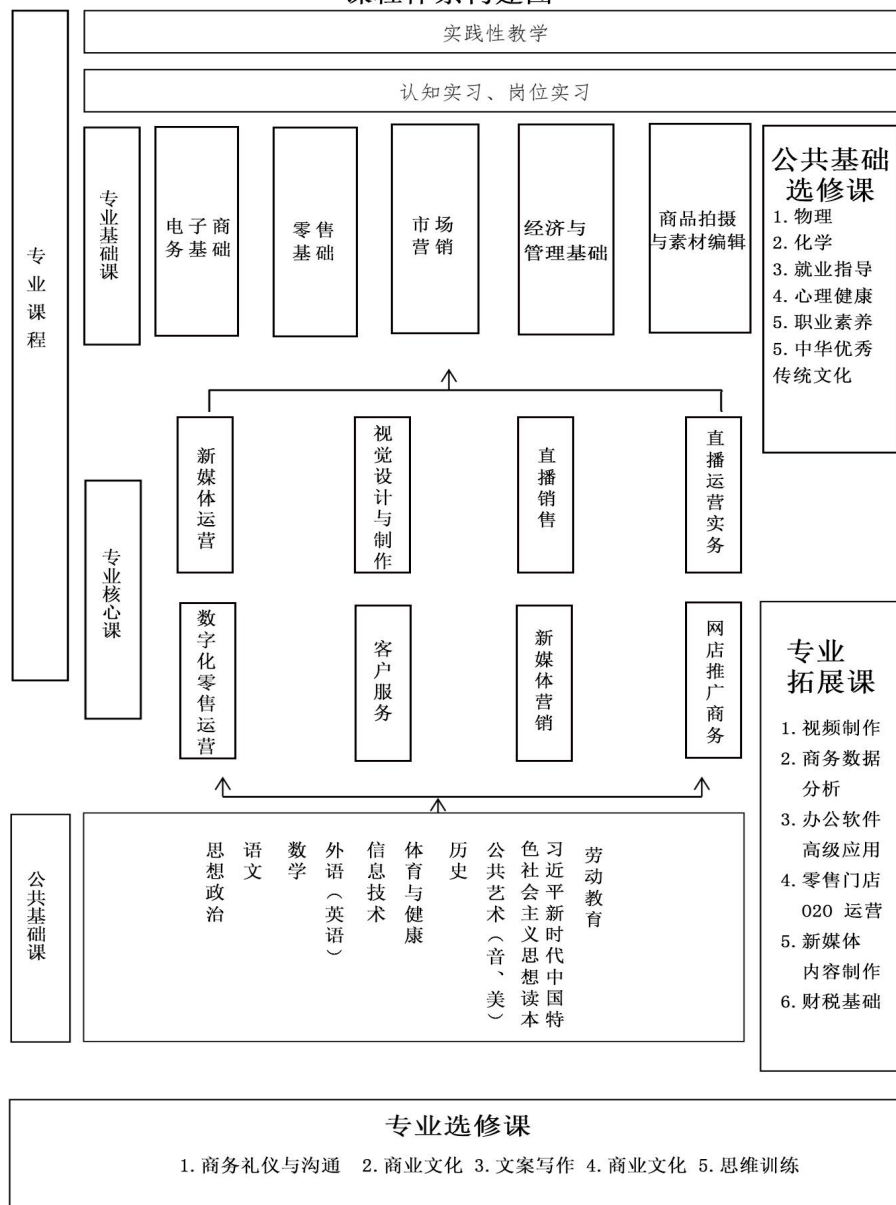 课程体系构建图
实践性教学
认知实习、岗位实习
专业课程
专业基础课
电子商
务基础
零售
基础
市场
营销
经济与
管理基础
商品拍摄
与素材编辑
公共基础
选修课
1. 物理
2. 化学
3. 就业指导
4. 心理健康
5. 职业素养
5. 中华优秀
传统文化
专业核心课
新媒体运营
视觉设计与制作
直播销售
直播运营实务
数字化零售运营
客户服务
新媒体营销
网店推广商务
专业
拓展课
1. 视频制作
2. 商务数据
分析
3. 办公软件
高级应用
4. 零售门店
O2O 运营
5. 新媒体
内容制作
6. 财税基础
公共基础课
思想政治
语文
数学
外语（英语）
信息技术
体育与健康
历史
公共艺术（音、美）
习近平新时代中国特
色社会主义思想读本
劳动教育
专业选修课
1. 商务礼仪与沟通 2. 商业文化 3. 文案写作 4. 商业文化 5. 思维训练